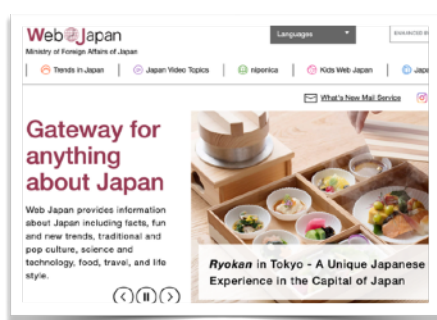 Web Japan
Languages
ENHANCED
Ministry of Foreign Affairs of Japan
Trends in Japan
Japan Video Topics
niponica
Kids Web Japan
What's New Mail Service
Gateway for
anything
about Japan
Web Japan provides information
about Japan including facts, fun
and new trends, traditional and
pop culture, science and
technology, food, travel, and life
style.
Ryokan in Tokyo - A Unique Japanese
Experience in the Capital of Japan